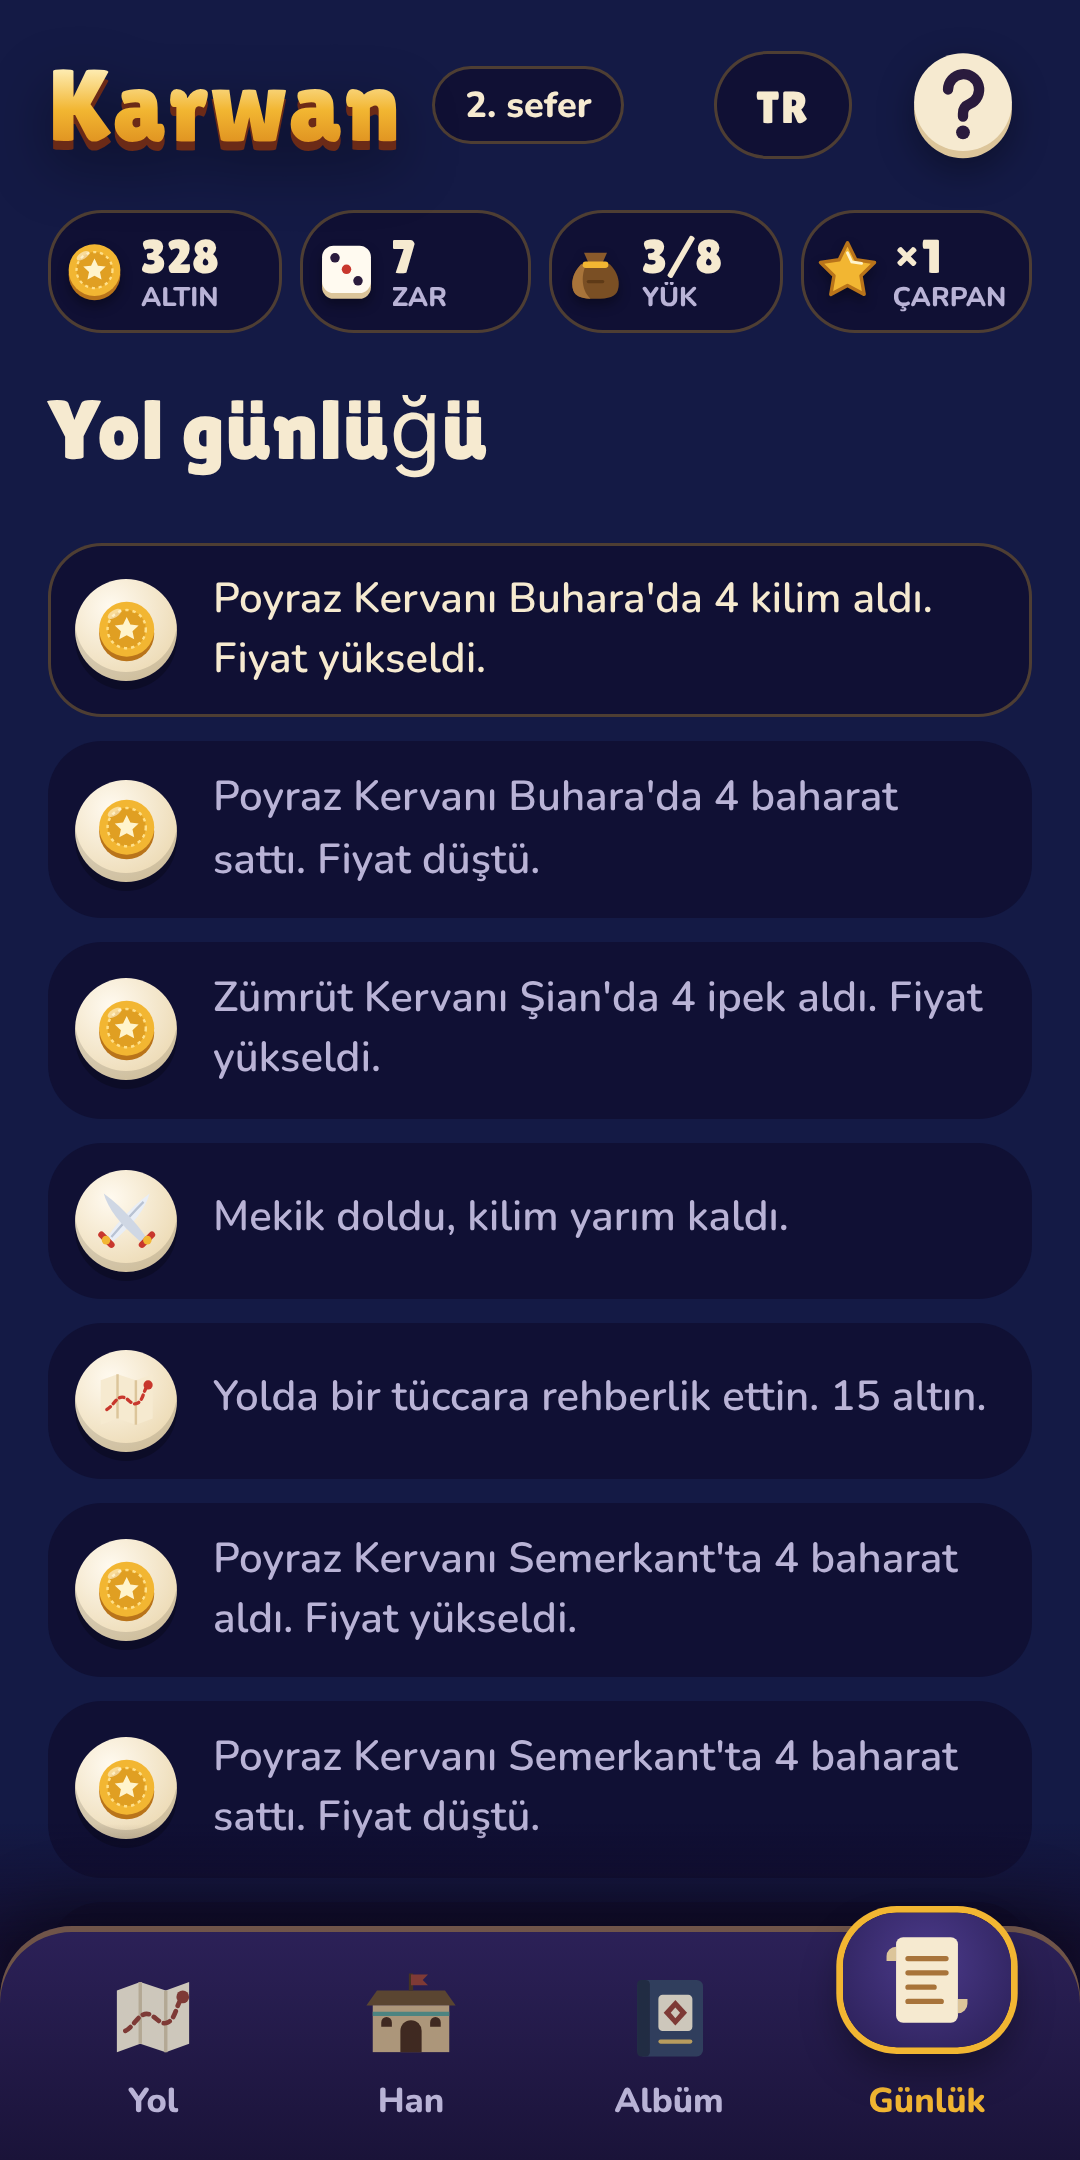 Karwan
2. sefer
TR
?
328
ALTIN
7
ZAR
3/8
YÜK
×1
ÇARPAN
Yol günlüğü
Poyraz Kervanı Buhara'da 4 kilim aldı.
Fiyat yükseldi.
Poyraz Kervanı Buhara'da 4 baharat
sattı. Fiyat düştü.
Zümrüt Kervanı Şian'da 4 ipek aldı. Fiyat
yükseldi.
Mekik doldu, kilim yarım kaldı.
Yolda bir tüccara rehberlik ettin. 15 altın.
Poyraz Kervanı Semerkant'ta 4 baharat
aldı. Fiyat yükseldi.
Poyraz Kervanı Semerkant'ta 4 baharat
sattı. Fiyat düştü.
Yol
Han
Albüm
Günlük